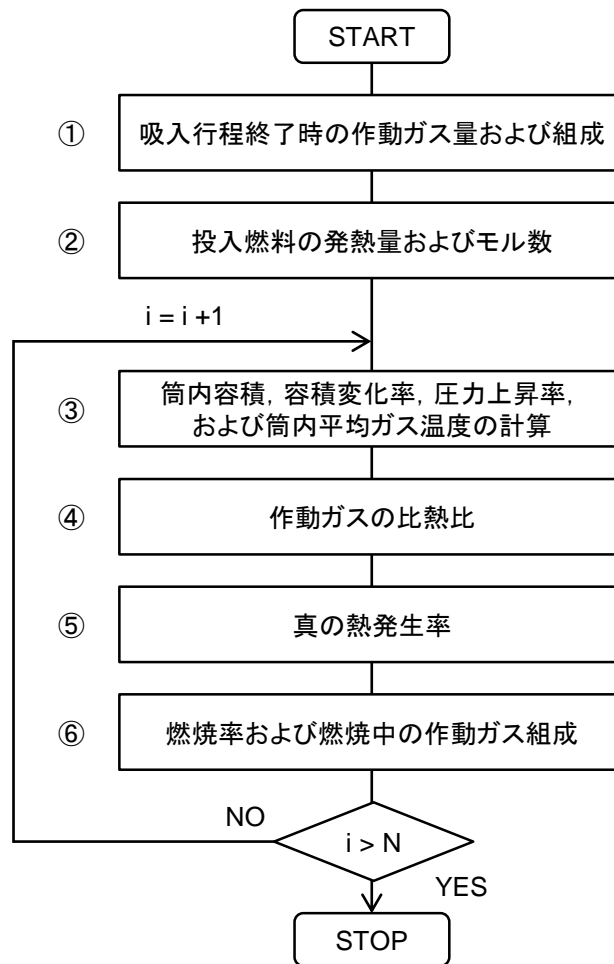 START
① 吸入行程終了時の作動ガス量および組成
② 投入燃料の発熱量およびモル数
i = i +1
③ 筒内容積, 容積変化率, 圧力上昇率,
および筒内平均ガス温度の計算
④ 作動ガスの比熱比
⑤ 真の熱発生率
⑥ 燃焼率および燃焼中の作動ガス組成
NO
i > N
YES
STOP